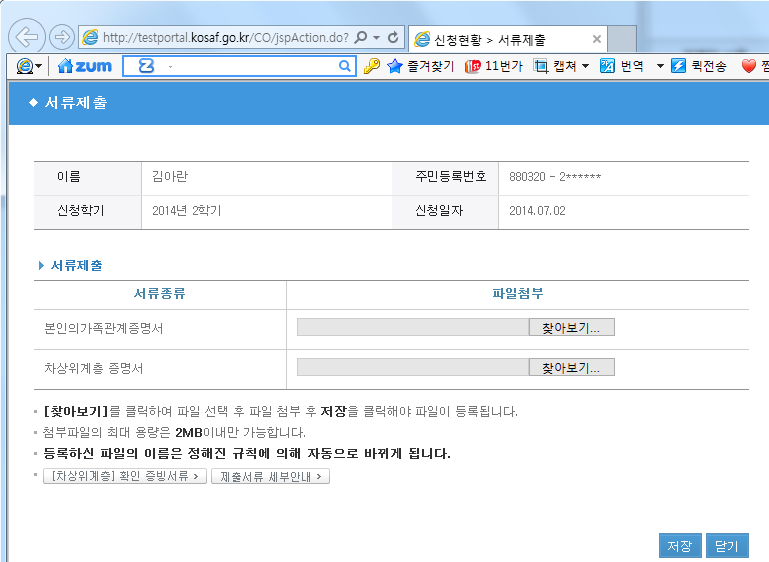 http://testportal.kosaf.go.kr/CO/jspAction.do?
신청현황 > 서류제출
zum
즐겨찾기 11번가 캡쳐 번역 퀵전송
서류제출
이름 김아란 주민등록번호 880320 - 2******
신청학기 2014년 2학기 신청일자 2014.07.02
서류제출
서류종류 파일첨부
본인의가족관계증명서 찾아보기...
차상위계층 증명서 찾아보기...
[찾아보기]를 클릭하여 파일 선택 후 파일 첨부 후 저장을 클릭해야 파일이 등록됩니다.
첨부파일의 최대 용량은 2MB이내만 가능합니다.
등록하신 파일의 이름은 정해진 규칙에 의해 자동으로 바뀌게 됩니다.
[차상위계층] 확인 증빙서류 > 제출서류 세부안내 >
저장 닫기